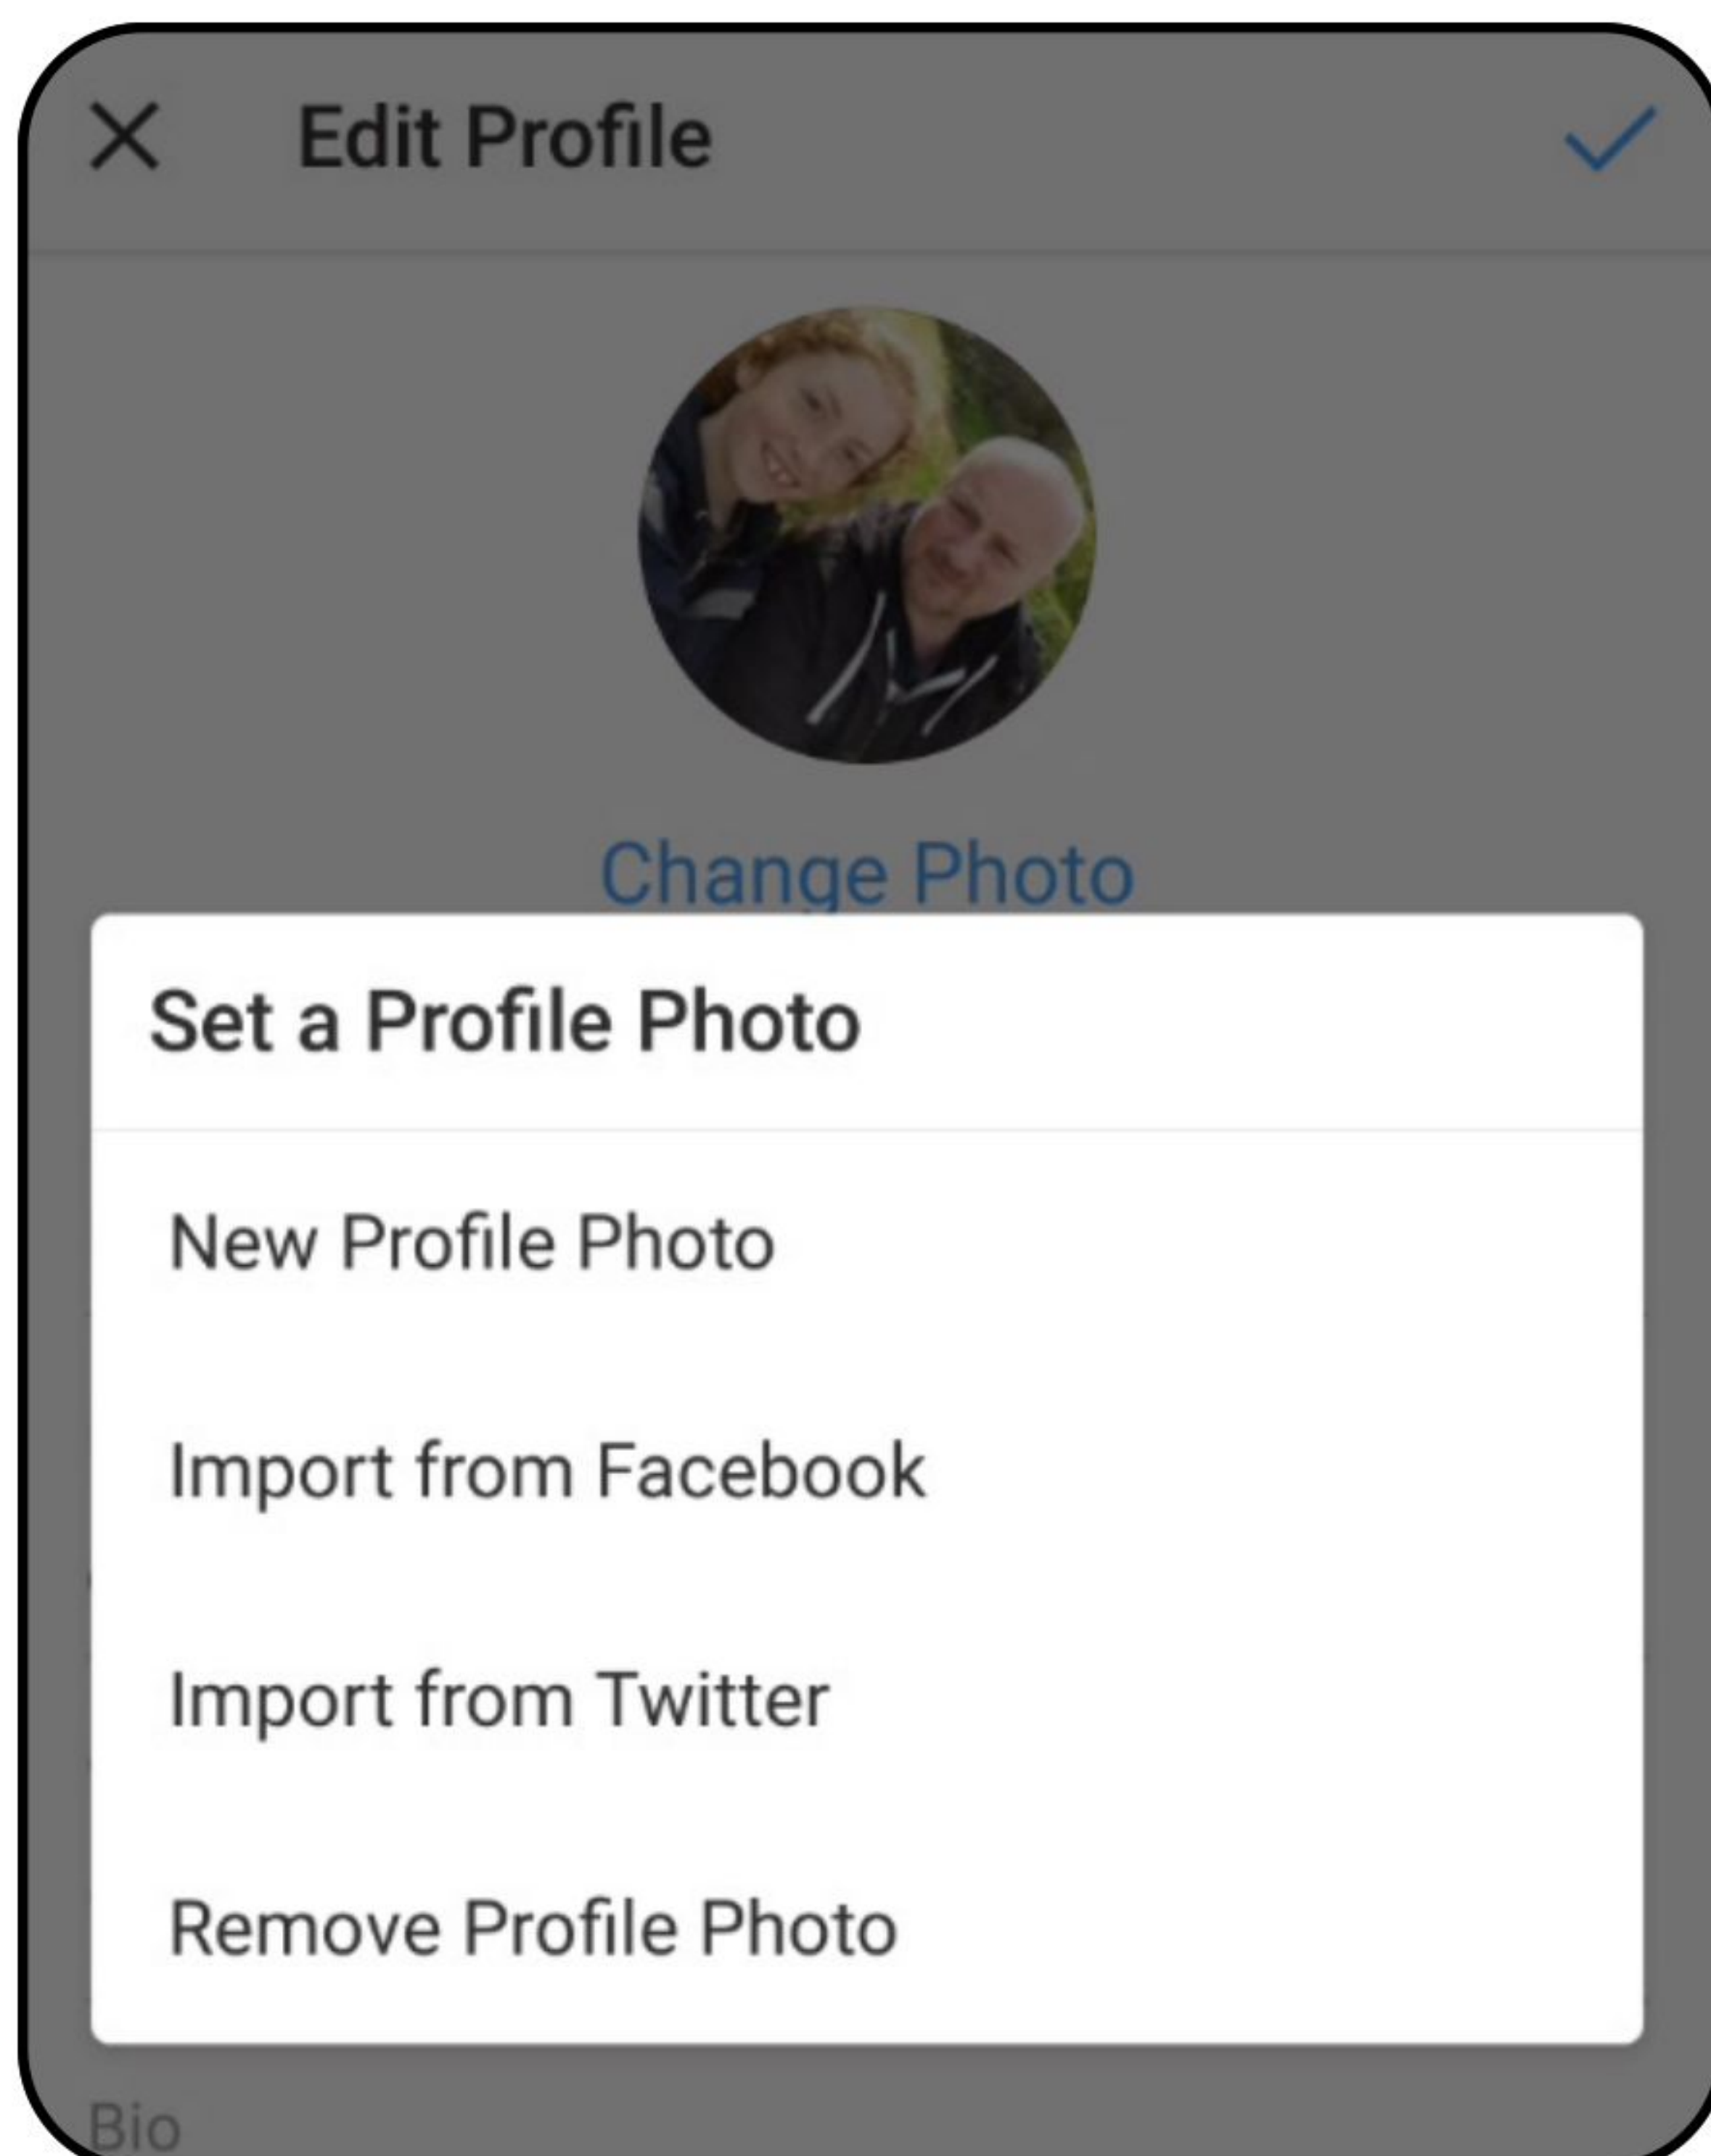 Edit Profile
Change Photo
Set a Profile Photo
New Profile Photo
Import from Facebook
Import from Twitter
Remove Profile Photo
Bio